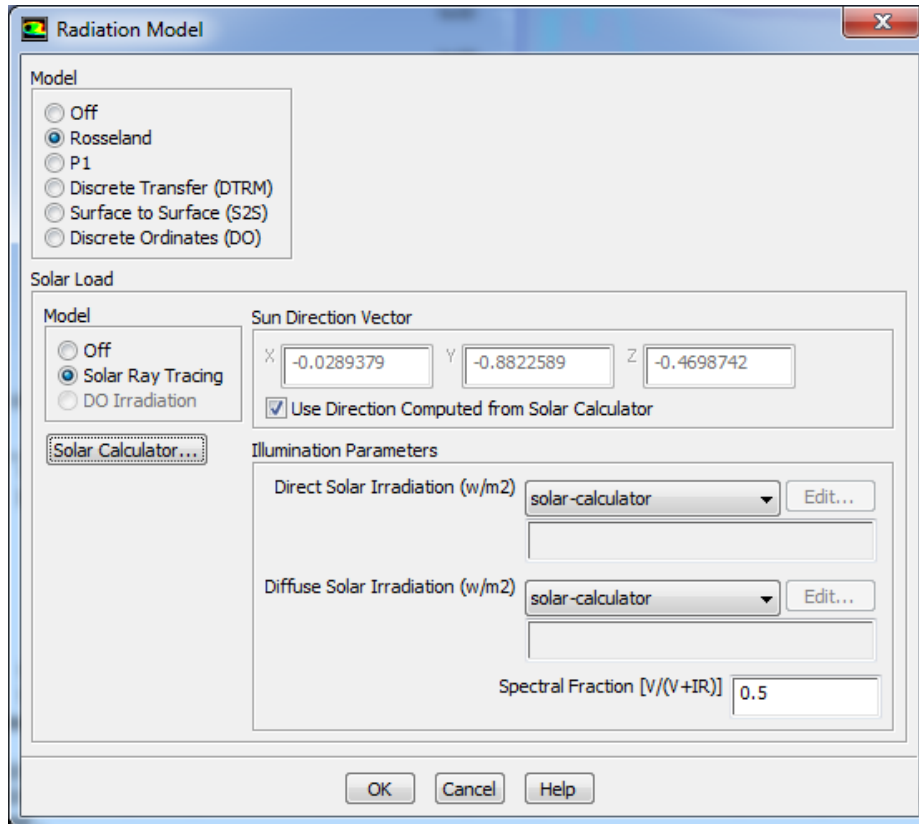 Radiation Model
Model
Off
Rosseland
P1
Discrete Transfer (DTRM)
Surface to Surface (S2S)
Discrete Ordinates (DO)
Solar Load
Model
Off
Solar Ray Tracing
DO Irradiation
Solar Calculator...
Sun Direction Vector
X -0.0289379 Y -0.8822589 Z -0.4698742
Use Direction Computed from Solar Calculator
Illumination Parameters
Direct Solar Irradiation (w/m2) solar-calculator Edit...
Diffuse Solar Irradiation (w/m2) solar-calculator Edit...
Spectral Fraction [V/(V+IR)] 0.5
OK Cancel Help